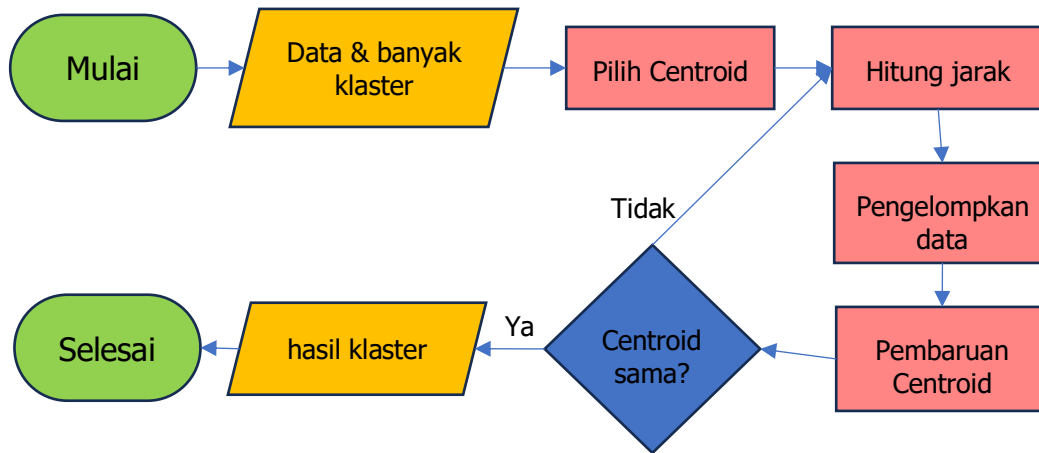 Mulai
Data & banyak
klaster
Pilih Centroid
Hitung jarak
Pengelompkan
data
Pembaruan
Centroid
Centroid
sama?
Tidak
Ya
hasil klaster
Selesai